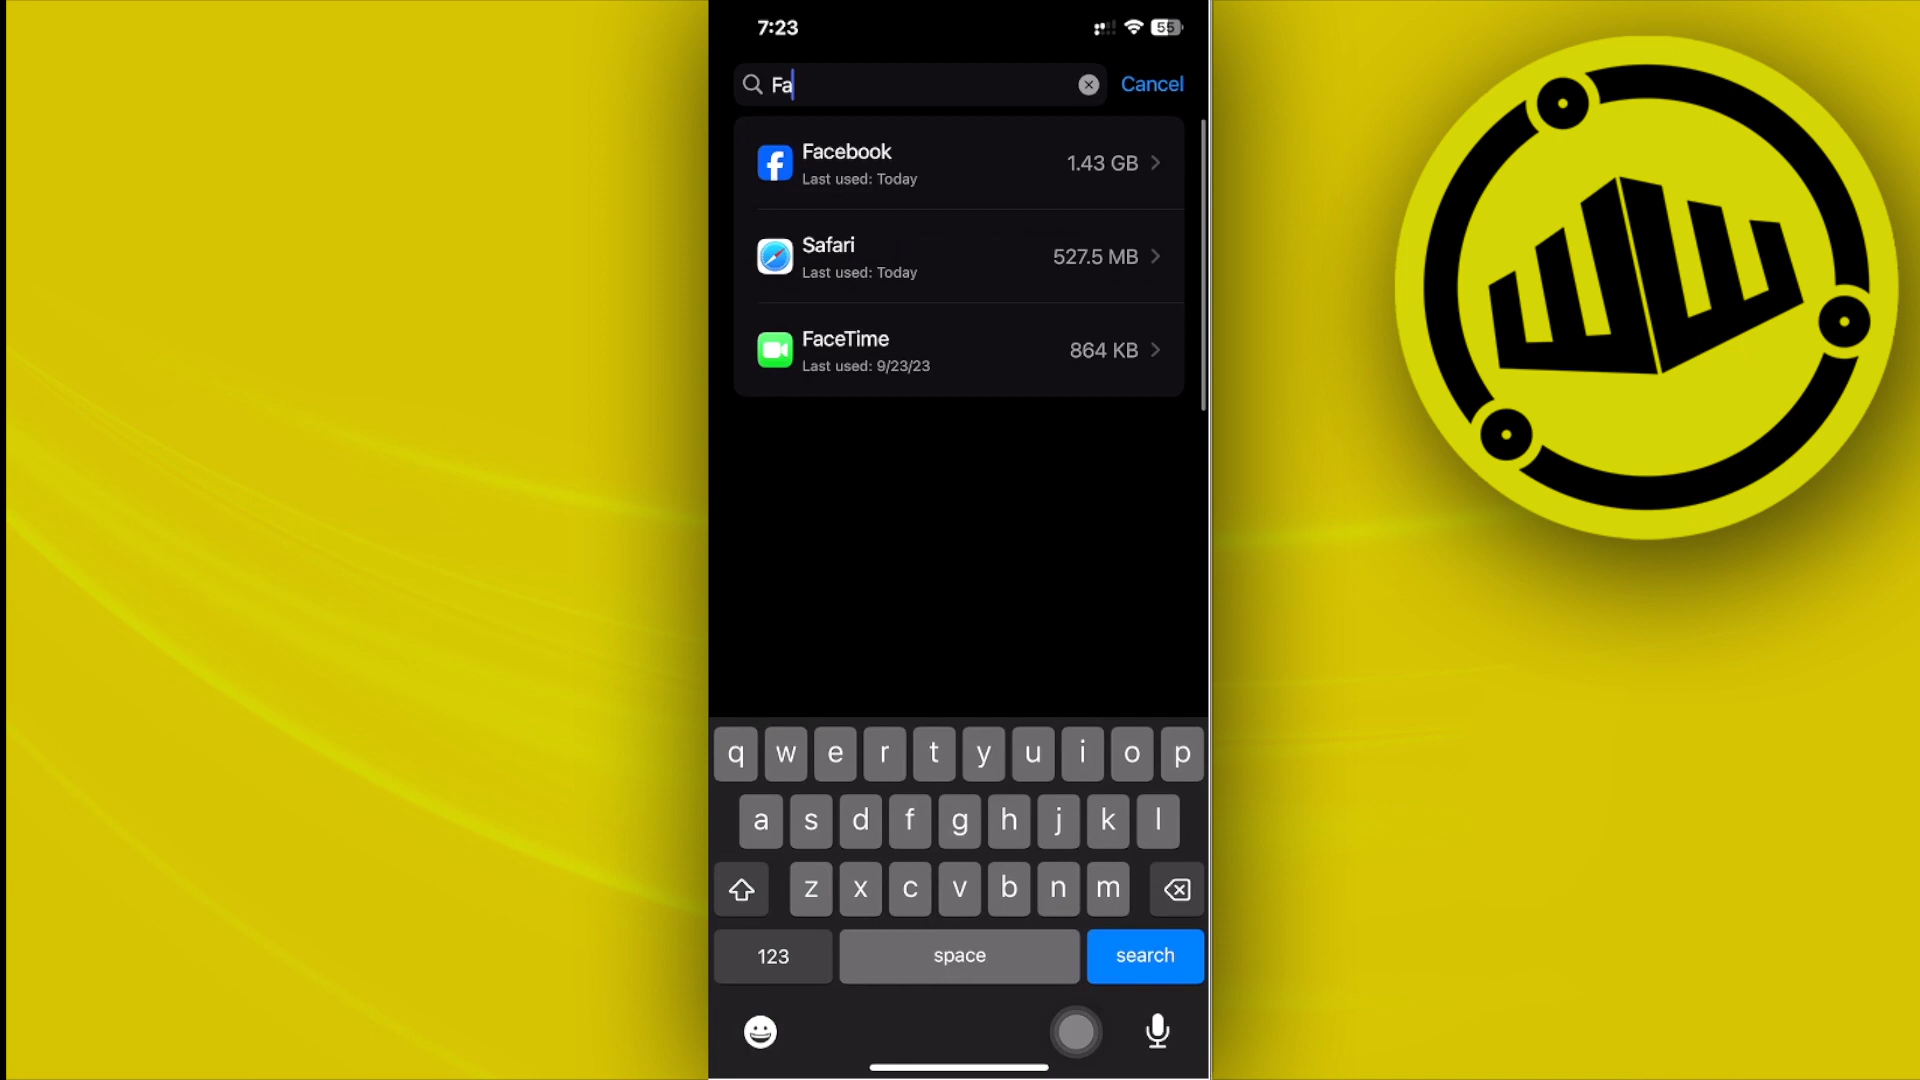 7:23
55
Fa
Cancel
Facebook
Last used: Today
1.43 GB
Safari
Last used: Today
527.5 MB
FaceTime
Last used: 9/23/23
864 KB
q w e r t y u i o p
a s d f g h j k l
z x c v b n m
123
space
search